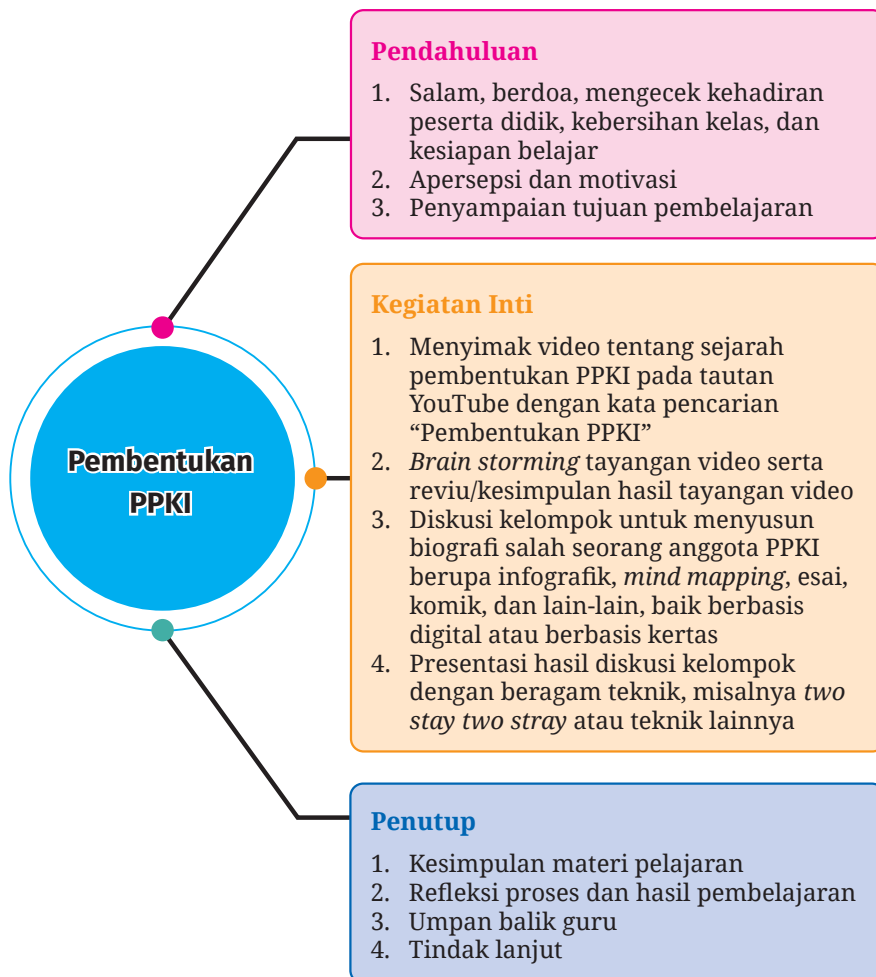 Pendahuluan
1. Salam, berdoa, mengecek kehadiran
peserta didik, kebersihan kelas, dan
kesiapan belajar
2. Apersepsi dan motivasi
3. Penyampaian tujuan pembelajaran
Pembentukan
PPKI
Kegiatan Inti
1. Menyimak video tentang sejarah
pembentukan PPKI pada tautan
YouTube dengan kata pencarian
“Pembentukan PPKI”
2. Brain storming tayangan video serta
reviu/kesimpulan hasil tayangan video
3. Diskusi kelompok untuk menyusun
biografi salah seorang anggota PPKI
berupa infografik, mind mapping, esai,
komik, dan lain-lain, baik berbasis
digital atau berbasis kertas
4. Presentasi hasil diskusi kelompok
dengan beragam teknik, misalnya two
stay two stray atau teknik lainnya
Penutup
1. Kesimpulan materi pelajaran
2. Refleksi proses dan hasil pembelajaran
3. Umpan balik guru
4. Tindak lanjut